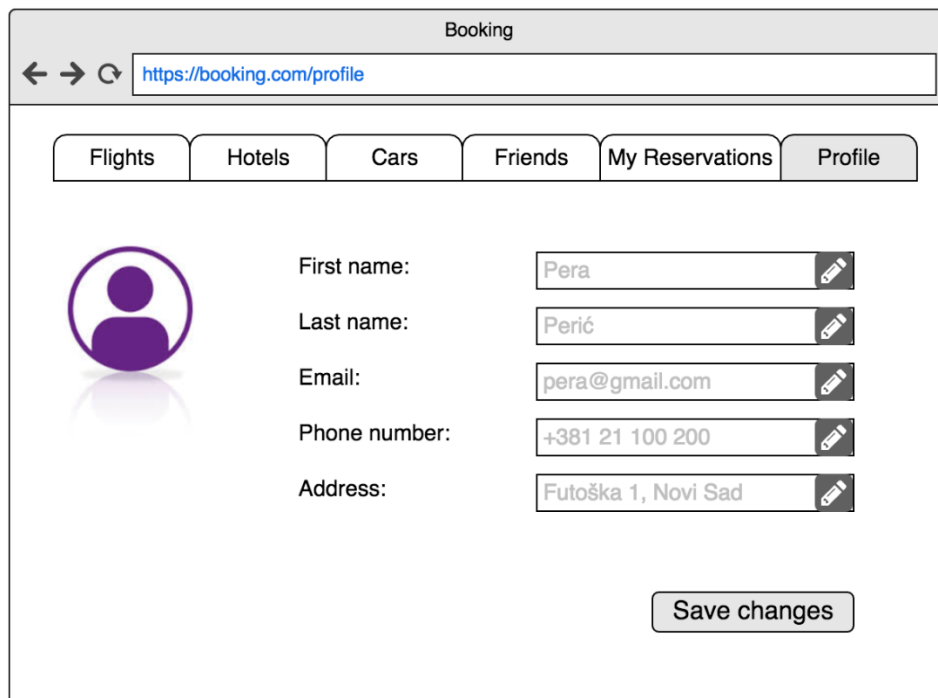 Booking
https://booking.com/profile
Flights Hotels Cars Friends My Reservations Profile
First name: Pera
Last name: Perić
Email: pera@gmail.com
Phone number: +381 21 100 200
Address: Futoška 1, Novi Sad
Save changes